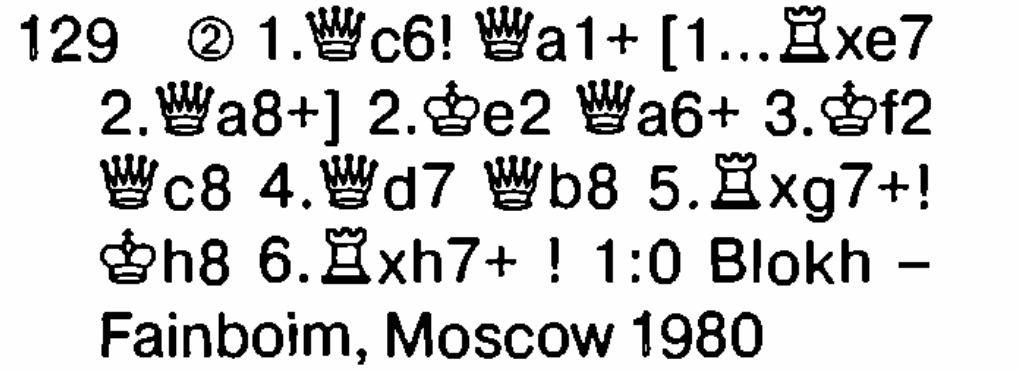 129 ② 1.♕c6! ♕a1+ [1...♖xe7
2.♕a8+] 2.♔e2 ♕a6+ 3.♔f2
♕c8 4.♕d7 ♕b8 5.♖xg7+!
♔h8 6.♖xh7+ ! 1:0 Blokh –
Fainboim, Moscow 1980